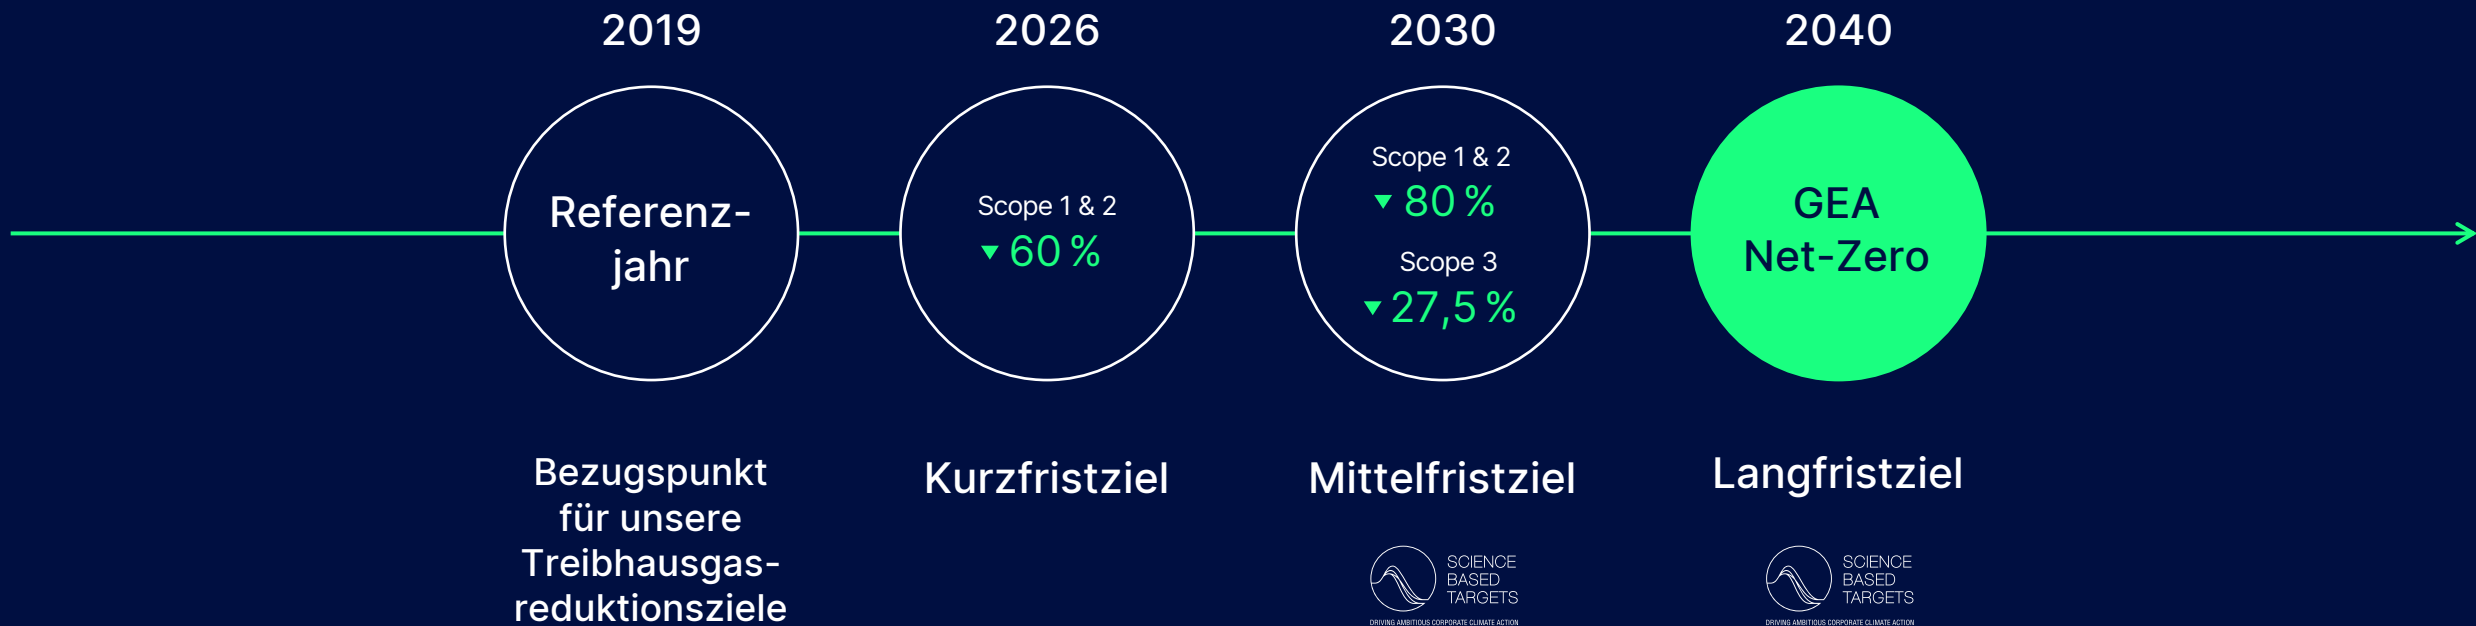 2019
Referenz-
jahr
Bezugspunkt
für unsere
Treibhausgas-
reduktionsziele
2026
Scope 1 & 2
▼ 60 %
Kurzfristziel
2030
Scope 1 & 2
▼ 80 %
Scope 3
▼ 27,5 %
Mittelfristziel
SCIENCE
BASED
TARGETS
DRIVING AMBITIOUS CORPORATE CLIMATE ACTION
2040
GEA
Net-Zero
Langfristziel
SCIENCE
BASED
TARGETS
DRIVING AMBITIOUS CORPORATE CLIMATE ACTION